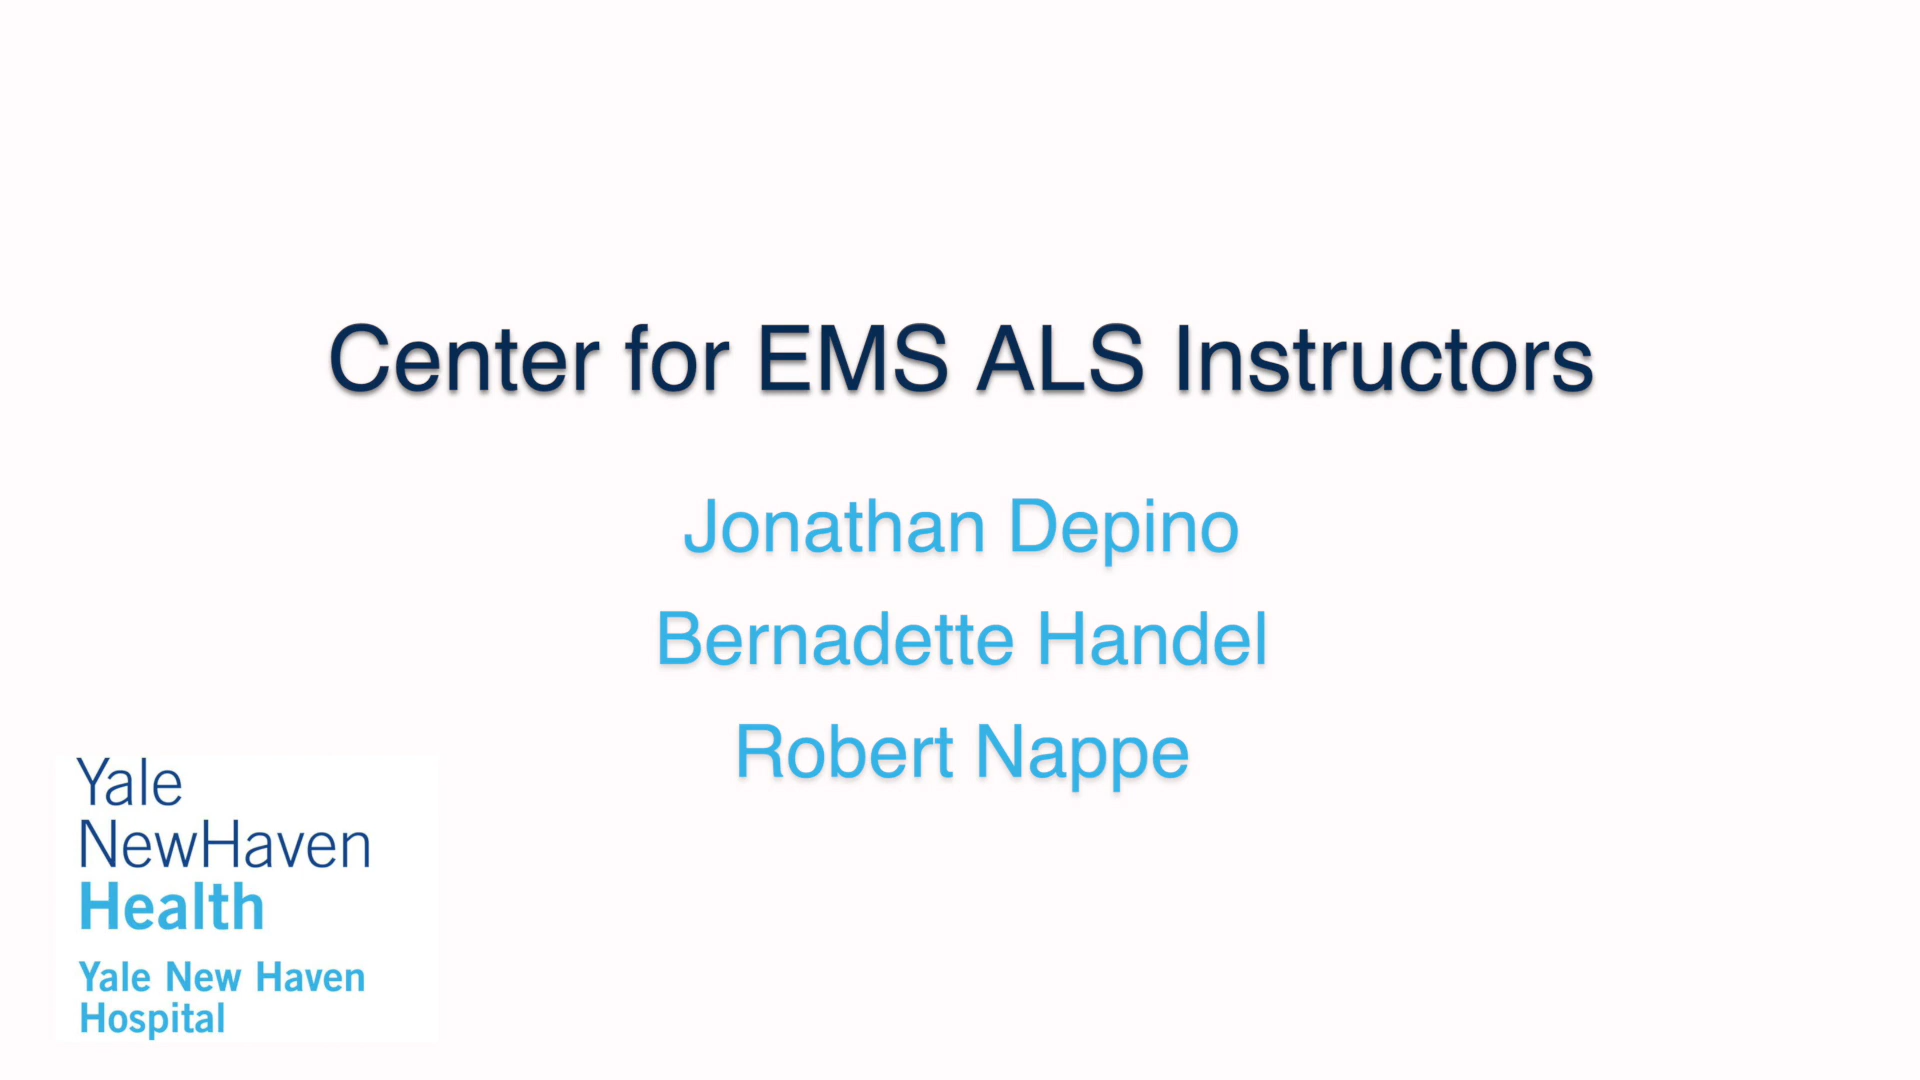 Center for EMS ALS Instructors
Jonathan Depino
Bernadette Handel
Robert Nappe
Yale
NewHaven
Health
Yale New Haven
Hospital